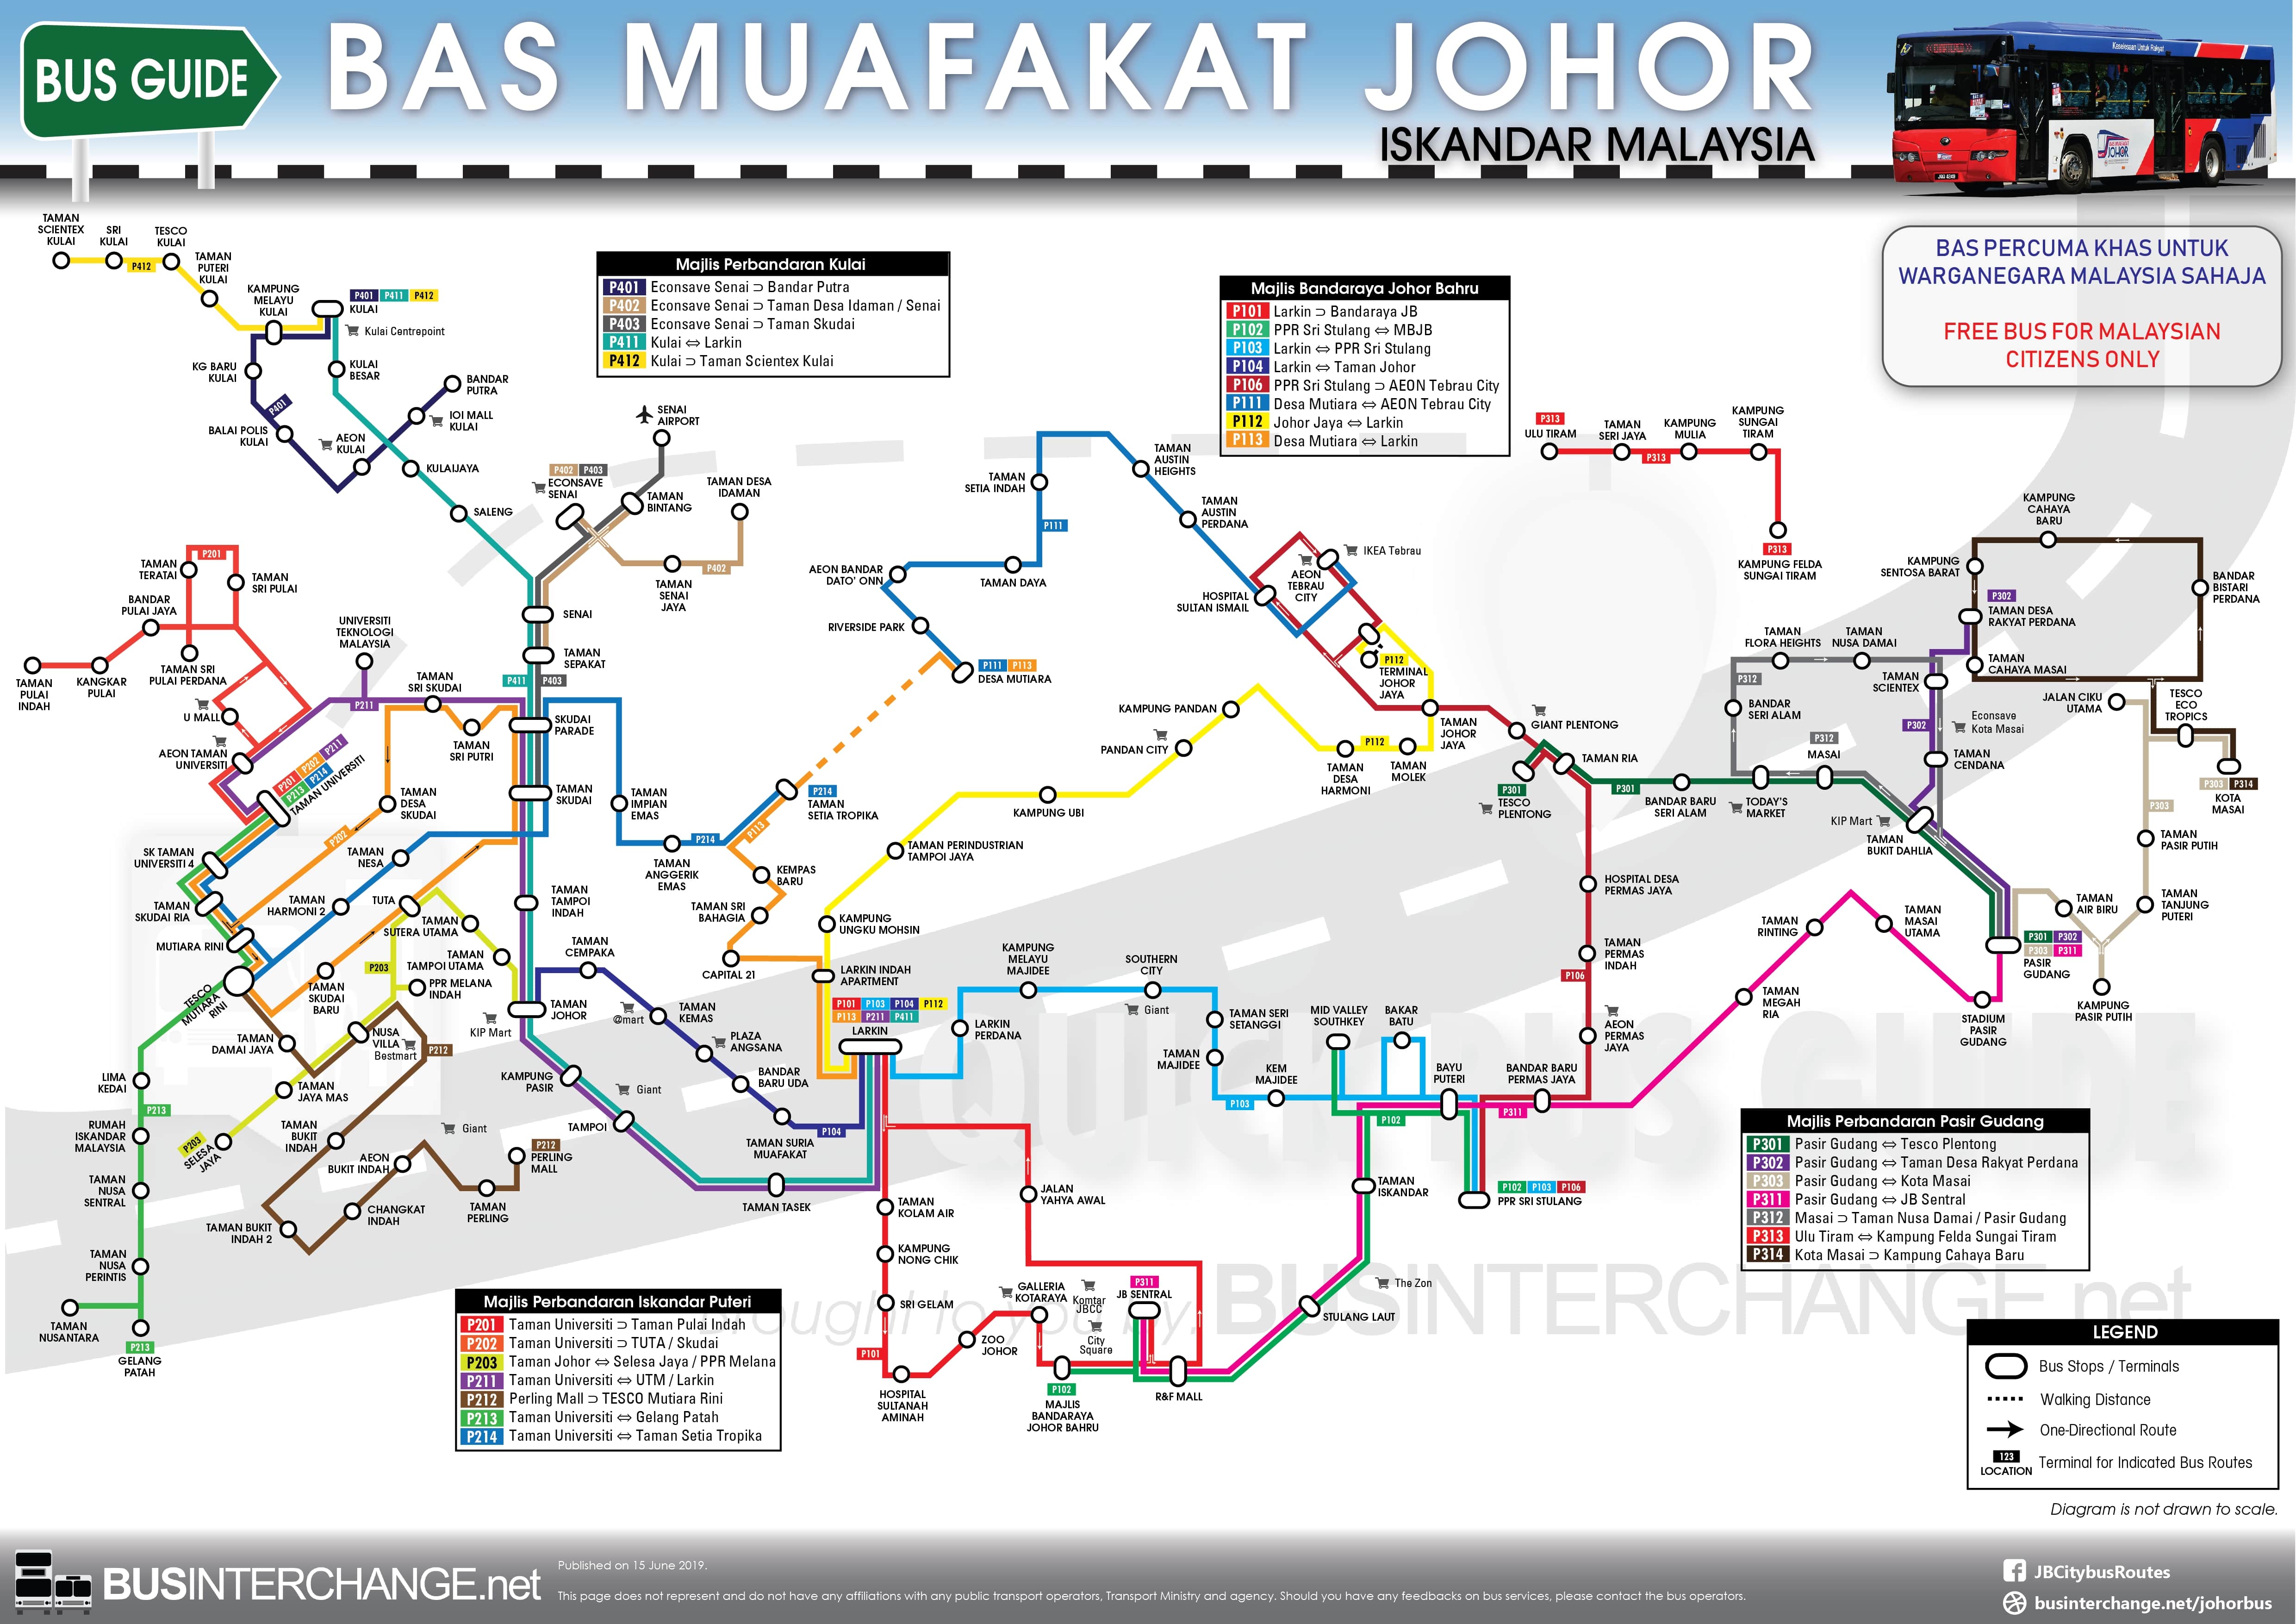 BUS GUIDE
BAS MUAFAKAT JOHOR
ISKANDAR MALAYSIA
BAS PERCUMA KHAS UNTUK
WARGANEGARA MALAYSIA SAHAJA
FREE BUS FOR MALAYSIAN
CITIZENS ONLY
Majlis Perbandaran Kulai
P401 Econsave Senai ⊃ Bandar Putra
P402 Econsave Senai ⊃ Taman Desa Idaman / Senai
P403 Econsave Senai ⊃ Taman Skudai
P411 Kulai ⇔ Larkin
P412 Kulai ⊃ Taman Scientex Kulai
Majlis Bandaraya Johor Bahru
P101 Larkin ⊃ Bandaraya JB
P102 PPR Sri Stulang ⇔ MBJB
P103 Larkin ⇔ PPR Sri Stulang
P104 Larkin ⇔ Taman Johor
P106 PPR Sri Stulang ⊃ AEON Tebrau City
P111 Desa Mutiara ⇔ AEON Tebrau City
P112 Johor Jaya ⇔ Larkin
P113 Desa Mutiara ⇔ Larkin
TAMAN
SCIENTEX
KULAI
SRI
KULAI
P412
TESCO
KULAI
TAMAN
PUTERI
KULAI
KAMPUNG
MELAYU
KULAI
P401 P411 P412
KULAI
Kulai Centrepoint
KG BARU
KULAI
KULAI
BESAR
P401
BALAI POLIS
KULAI
AEON
KULAI
IOI MALL
KULAI
BANDAR
PUTRA
KULAIJAYA
SALENG
SENAI
AIRPORT
P402 P403
ECONSAVE
SENAI
TAMAN
BINTANG
TAMAN DESA
IDAMAN
TAMAN
SENAI
JAYA
P402
SENAI
TAMAN
SEPAKAT
P411 P403
SKUDAI
PARADE
TAMAN
SKUDAI
TAMAN
TAMPOI
INDAH
P201
TAMAN
TERATAI
TAMAN
SRI PULAI
BANDAR
PULAI JAYA
TAMAN
PULAI
INDAH
KANGKAR
PULAI
TAMAN SRI
PULAI PERDANA
U MALL
AEON TAMAN
UNIVERSITI
UNIVERSITI
TEKNOLOGI
MALAYSIA
P211
P201 P202 P211
P213 P214
TAMAN UNIVERSITI
TAMAN
SRI SKUDAI
TAMAN
SRI PUTRI
TAMAN
DESA
SKUDAI
P202
SK TAMAN
UNIVERSITI 4
TAMAN
SKUDAI RIA
MUTIARA RINI
TESCO
MUTIARA
RINI
TAMAN
NESA
TAMAN
HARMONI 2
TUTA
TAMAN
SUTERA UTAMA
TAMAN
TAMPOI UTAMA
P203
PPR MELANA
INDAH
TAMAN
SKUDAI
BARU
TAMAN
DAMAI JAYA
NUSA
VILLA
Bestmart
P212
TAMAN
JAYA MAS
P203
SELESA
JAYA
TAMAN
BUKIT
INDAH
Giant
AEON
BUKIT INDAH
P212
PERLING
MALL
TAMAN
PERLING
CHANGKAT
INDAH
TAMAN BUKIT
INDAH 2
LIMA
KEDAI
P213
RUMAH
ISKANDAR
MALAYSIA
TAMAN
NUSA
SENTRAL
TAMAN
NUSA
PERINTIS
TAMAN
NUSANTARA
P213
GELANG
PATAH
TAMAN
IMPIAN
EMAS
TAMAN
ANGGERIK
EMAS
P214
P214
TAMAN
SETIA TROPIKA
P113
KEMPAS
BARU
TAMAN SRI
BAHAGIA
CAPITAL 21
TAMAN
CEMPAKA
TAMAN
JOHOR
KIP Mart
@mart
TAMAN
KEMAS
PLAZA
ANGSANA
BANDAR
BARU UDA
TAMAN SURIA
MUAFAKAT
P104
KAMPUNG
PASIR
Giant
TAMPOI
TAMAN TASEK
AEON BANDAR
DATO' ONN
RIVERSIDE PARK
P111 P113
DESA MUTIARA
TAMAN DAYA
TAMAN
SETIA INDAH
P111
TAMAN
AUSTIN
HEIGHTS
TAMAN
AUSTIN
PERDANA
HOSPITAL
SULTAN ISMAIL
AEON
TEBRAU
CITY
IKEA Tebrau
P112
TERMINAL
JOHOR
JAYA
TAMAN
JOHOR
JAYA
KAMPUNG PANDAN
PANDAN CITY
TAMAN
DESA
HARMONI
P112
TAMAN
MOLEK
KAMPUNG UBI
TAMAN PERINDUSTRIAN
TAMPOI JAYA
KAMPUNG
UNGKU MOHSIN
LARKIN INDAH
APARTMENT
P101 P103 P104 P112
P113 P211 P411
LARKIN
LARKIN
PERDANA
KAMPUNG
MELAYU
MAJIDEE
SOUTHERN
CITY
Giant
TAMAN SERI
SETANGGI
TAMAN
MAJIDEE
P103
KEM
MAJIDEE
MID VALLEY
SOUTHKEY
BAKAR
BATU
P102
BAYU
PUTERI
P311
BANDAR BARU
PERMAS JAYA
TAMAN
ISKANDAR
P102 P103 P106
PPR SRI STULANG
The Zon
STULANG LAUT
JALAN
YAHYA AWAL
TAMAN
KOLAM AIR
KAMPUNG
NONG CHIK
SRI GELAM
P101
HOSPITAL
SULTANAH
AMINAH
ZOO
JOHOR
GALLERIA
KOTARAYA
Komtar
JBCC
City
Square
P311
JB SENTRAL
P102
MAJLIS
BANDARAYA
JOHOR BAHRU
R&F MALL
P313
ULU TIRAM
TAMAN
SERI JAYA
P313
KAMPUNG
MULIA
KAMPUNG
SUNGAI
TIRAM
P313
KAMPUNG FELDA
SUNGAI TIRAM
GIANT PLENTONG
TAMAN RIA
P301
TESCO
PLENTONG
P301
BANDAR BARU
SERI ALAM
TODAY'S
MARKET
P312
MASAI
BANDAR
SERI ALAM
P312
TAMAN
FLORA HEIGHTS
TAMAN
NUSA DAMAI
TAMAN
SCIENTEX
P302
Econsave
Kota Masai
TAMAN
CENDANA
KIP Mart
TAMAN
BUKIT DAHLIA
KAMPUNG
CAHAYA
BARU
KAMPUNG
SENTOSA BARAT
P302
TAMAN DESA
RAKYAT PERDANA
TAMAN
CAHAYA MASAI
BANDAR
BISTARI
PERDANA
JALAN CIKU
UTAMA
TESCO
ECO
TROPICS
P303 P314
KOTA
MASAI
P303
TAMAN
PASIR PUTIH
TAMAN
TANJUNG
PUTERI
TAMAN
AIR BIRU
KAMPUNG
PASIR PUTIH
P301 P302
P303 P311
PASIR
GUDANG
STADIUM
PASIR
GUDANG
TAMAN
MASAI
UTAMA
TAMAN
RINTING
TAMAN
MEGAH
RIA
HOSPITAL DESA
PERMAS JAYA
TAMAN
PERMAS
INDAH
P106
AEON
PERMAS
JAYA
QUICK BUS GUIDE
brought to you by: BUSINTERCHANGE.net
Majlis Perbandaran Pasir Gudang
P301 Pasir Gudang ⇔ Tesco Plentong
P302 Pasir Gudang ⇔ Taman Desa Rakyat Perdana
P303 Pasir Gudang ⇔ Kota Masai
P311 Pasir Gudang ⇔ JB Sentral
P312 Masai ⊃ Taman Nusa Damai / Pasir Gudang
P313 Ulu Tiram ⇔ Kampung Felda Sungai Tiram
P314 Kota Masai ⊃ Kampung Cahaya Baru
Majlis Perbandaran Iskandar Puteri
P201 Taman Universiti ⊃ Taman Pulai Indah
P202 Taman Universiti ⊃ TUTA / Skudai
P203 Taman Johor ⇔ Selesa Jaya / PPR Melana
P211 Taman Universiti ⇔ UTM / Larkin
P212 Perling Mall ⊃ TESCO Mutiara Rini
P213 Taman Universiti ⇔ Gelang Patah
P214 Taman Universiti ⇔ Taman Setia Tropika
LEGEND
Bus Stops / Terminals
Walking Distance
One-Directional Route
123
LOCATION
Terminal for Indicated Bus Routes
Diagram is not drawn to scale.
BUSINTERCHANGE.net
Published on 15 June 2019.
This page does not represent and do not have any affiliations with any public transport operators, Transport Ministry and agency. Should you have any feedbacks on bus services, please contact the bus operators.
JBCitybusRoutes
businterchange.net/johorbus